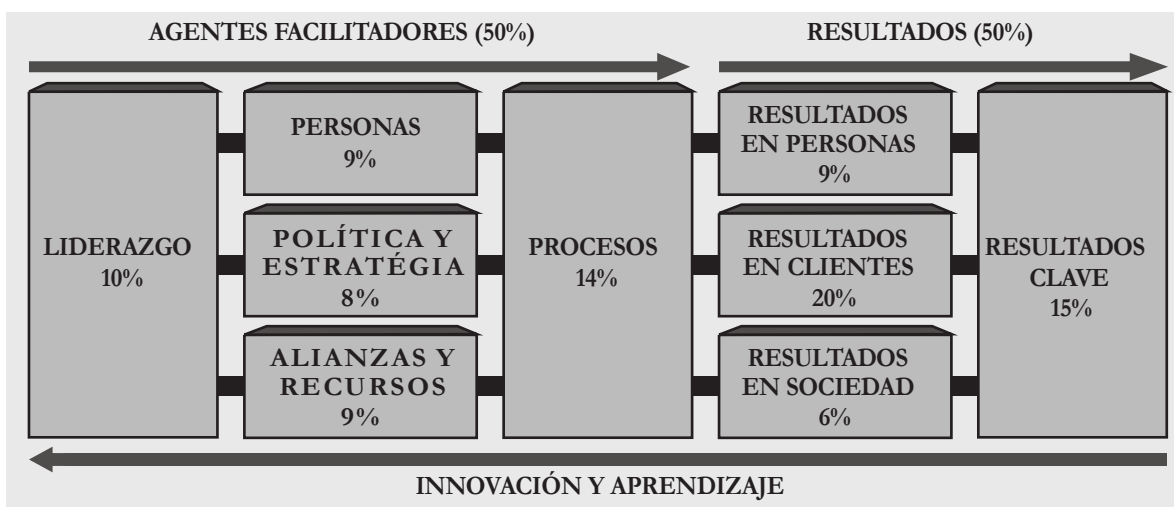 AGENTES FACILITADORES (50%)
RESULTADOS (50%)
LIDERAZGO
10%
PERSONAS
9%
POLÍTICA Y
ESTRATÉGIA
8%
ALIANZAS Y
RECURSOS
9%
PROCESOS
14%
RESULTADOS
EN PERSONAS
9%
RESULTADOS
EN CLIENTES
20%
RESULTADOS
EN SOCIEDAD
6%
RESULTADOS
CLAVE
15%
INNOVACIÓN Y APRENDIZAJE